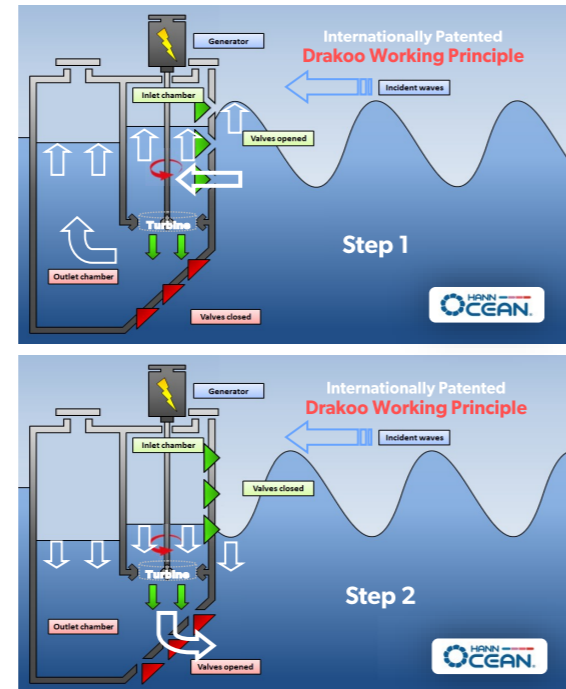 Generator
Internationally Patented
Drakoo Working Principle
Inlet chamber
Incident waves
Valves opened
Turbine
Step 1
Outlet chamber
HANN
OCEAN
Valves closed
Generator
Internationally Patented
Drakoo Working Principle
Inlet chamber
Incident waves
Valves closed
Turbine
Step 2
Outlet chamber
HANN
OCEAN
Valves opened